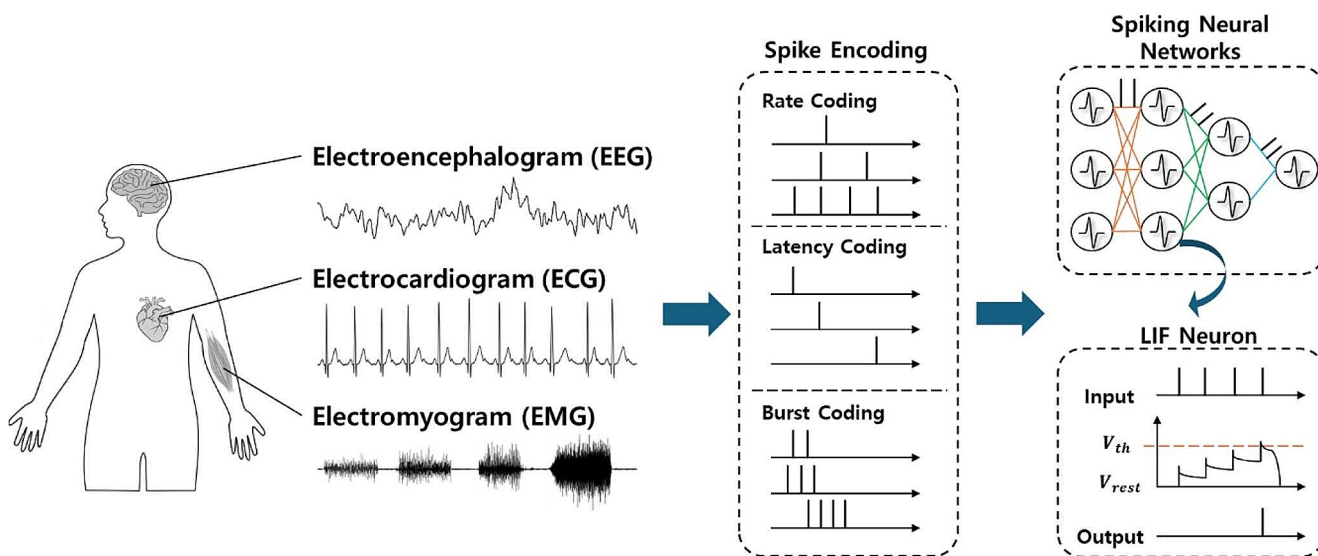 Electroencephalogram (EEG)
Electrocardiogram (ECG)
Electromyogram (EMG)
Spike Encoding
Rate Coding
Latency Coding
Burst Coding
Spiking Neural
Networks
LIF Neuron
Input
V_th
V_rest
Output